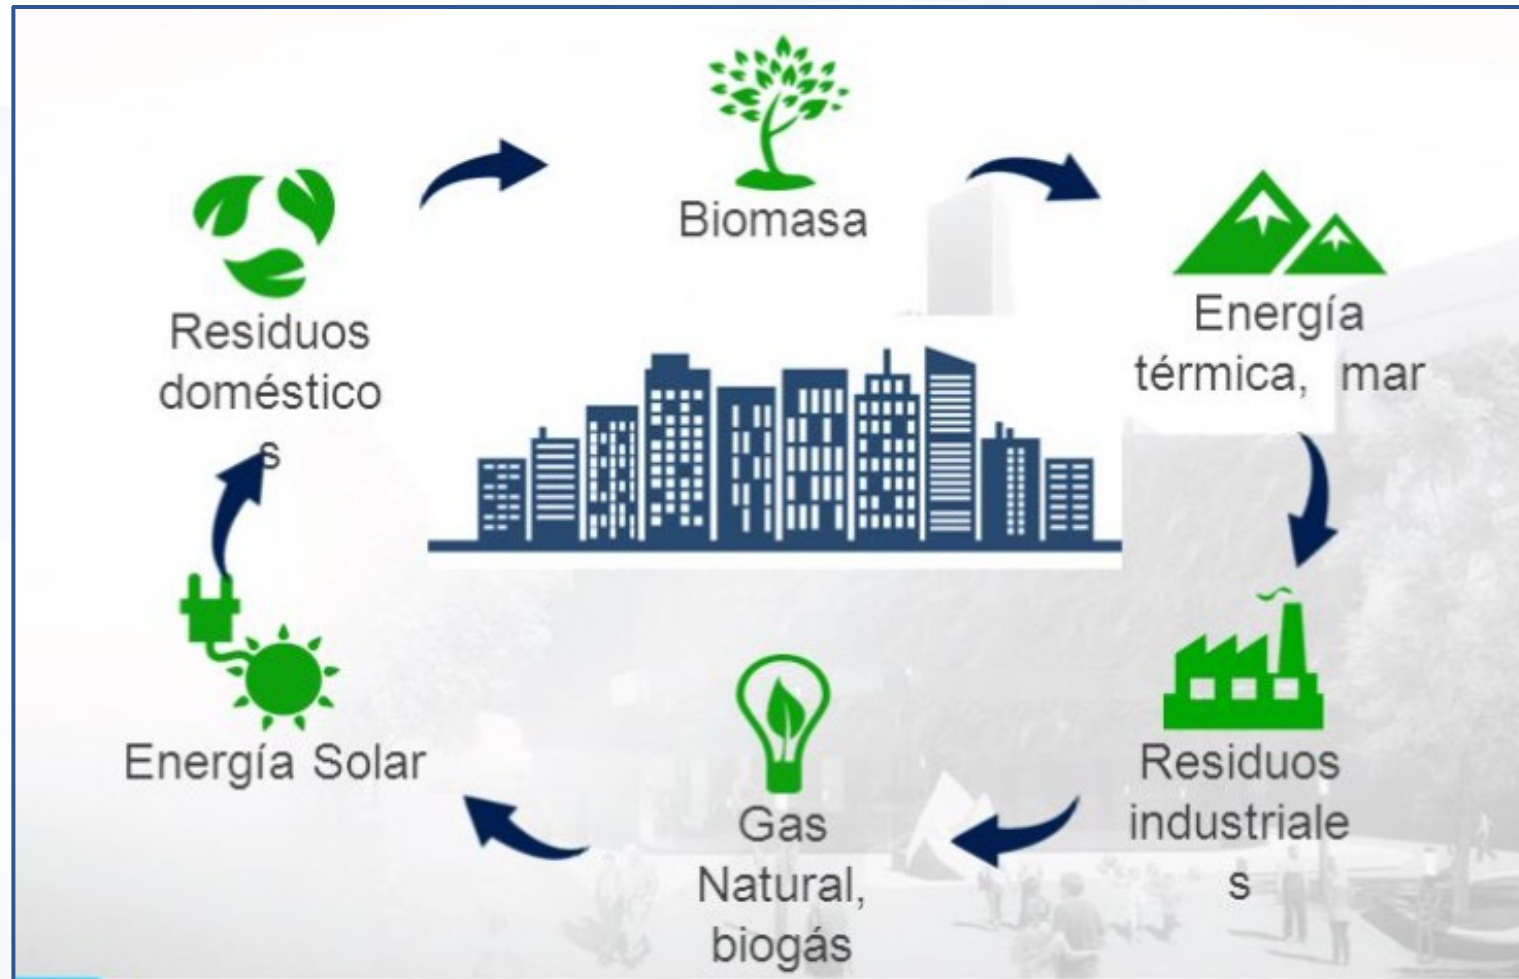 Biomasa
Energía
térmica, mar
Residuos
industriale
s
Gas
Natural,
biogás
Energía Solar
Residuos
doméstico
s